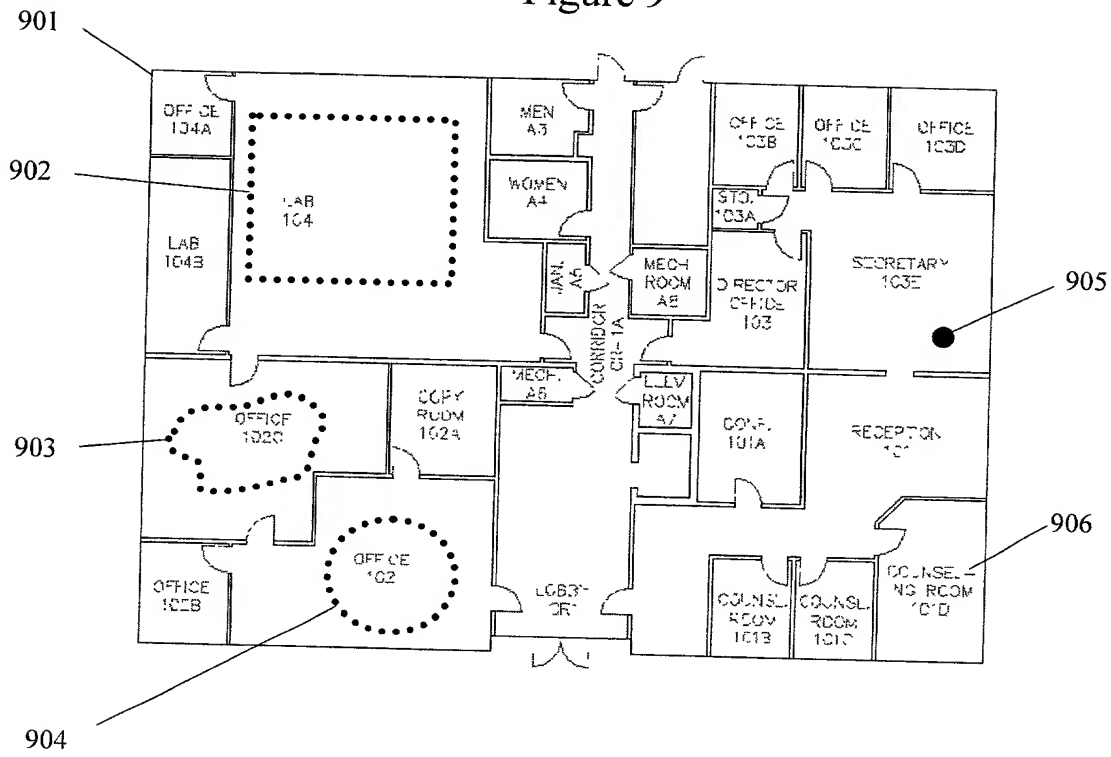 Figure 9
901
902
903
904
905
906
OFFICE
104A
LAB
104
LAB
104B
MEN
A3
WOMEN
A4
JAN.
A5
MECH
ROOM
A8
CORRIDOR
CR-1A
OFFICE
103B
OFFICE
103C
OFFICE
103D
STO.
103A
DIRECTOR
OFFICE
103
SECRETARY
103E
MECH.
A6
ELEV
ROOM
A7
CONF.
101A
RECEPTION
101
OFFICE
102C
COPY
ROOM
102A
OFFICE
102
OFFICE
102B
LOBBY
COUNSL.
ROOM
101B
COUNSL.
ROOM
101C
COUNSEL-
ING ROOM
101D